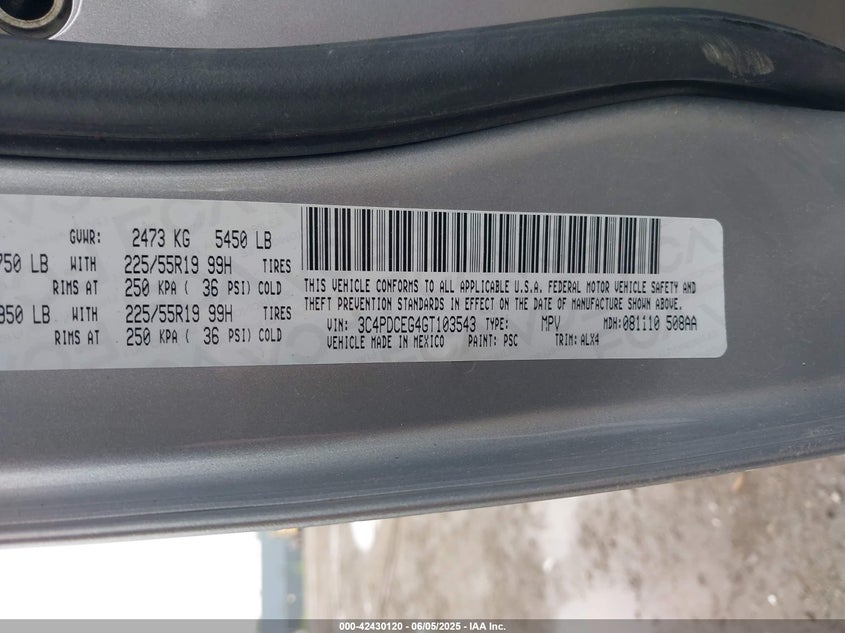 GVWR: 2473 KG 5450 LB
750 LB WITH 225/55R19 99H TIRES
RIMS AT 250 KPA ( 36 PSI) COLD
950 LB WITH 225/55R19 99H TIRES
RIMS AT 250 KPA ( 36 PSI) COLD
THIS VEHICLE CONFORMS TO ALL APPLICABLE U.S.A. FEDERAL MOTOR VEHICLE SAFETY AND
THEFT PREVENTION STANDARDS IN EFFECT ON THE DATE OF MANUFACTURE SHOWN ABOVE.
VIN: 3C4PDCEG4GT103543 TYPE: MPV MDH: 081110 508AA
VEHICLE MADE IN MEXICO PAINT: PSC TRIM: ALX4
000-42430120 - 06/05/2025 - IAA Inc.